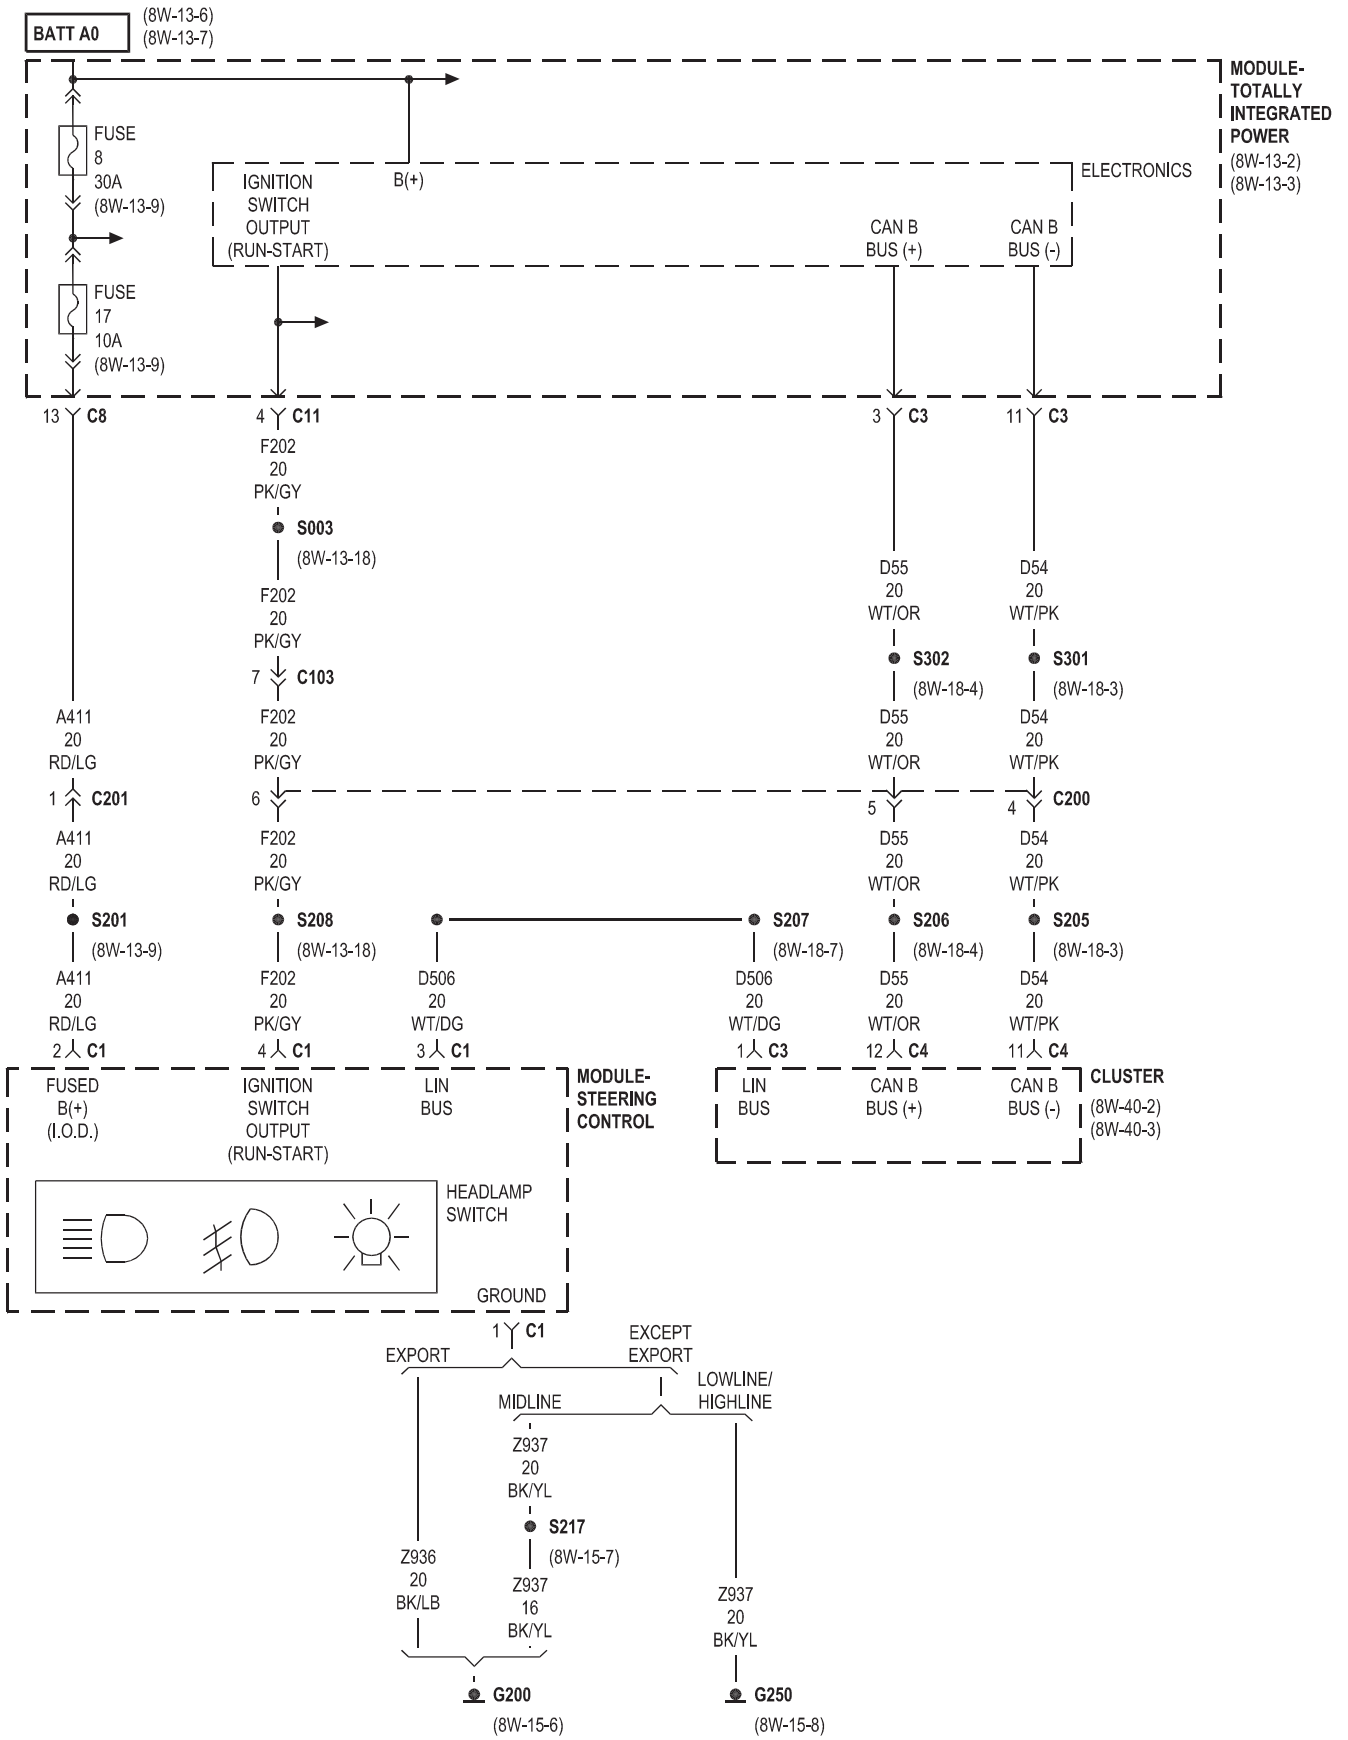 BATT A0
(8W-13-6)
(8W-13-7)
MODULE-
TOTALLY
INTEGRATED
POWER
(8W-13-2)
(8W-13-3)
FUSE
8
30A
(8W-13-9)
FUSE
17
10A
(8W-13-9)
IGNITION
SWITCH
OUTPUT
(RUN-START)
B(+)
CAN B
BUS (+)
CAN B
BUS (-)
ELECTRONICS
13 C8
4 C11
3 C3
11 C3
F202
20
PK/GY
S003
(8W-13-18)
F202
20
PK/GY
7 C103
D55
20
WT/OR
D54
20
WT/PK
S302
(8W-18-4)
S301
(8W-18-3)
A411
20
RD/LG
F202
20
PK/GY
D55
20
WT/OR
D54
20
WT/PK
1 C201
6
5
4 C200
A411
20
RD/LG
F202
20
PK/GY
D55
20
WT/OR
D54
20
WT/PK
S201
(8W-13-9)
S208
(8W-13-18)
S207
(8W-18-7)
S206
(8W-18-4)
S205
(8W-18-3)
A411
20
RD/LG
F202
20
PK/GY
D506
20
WT/DG
D506
20
WT/DG
D55
20
WT/OR
D54
20
WT/PK
2 C1
4 C1
3 C1
1 C3
12 C4
11 C4
FUSED
B(+)
(I.O.D.)
IGNITION
SWITCH
OUTPUT
(RUN-START)
LIN
BUS
MODULE-
STEERING
CONTROL
LIN
BUS
CAN B
BUS (+)
CAN B
BUS (-)
CLUSTER
(8W-40-2)
(8W-40-3)
HEADLAMP
SWITCH
GROUND
1 C1
EXPORT
EXCEPT
EXPORT
MIDLINE
LOWLINE/
HIGHLINE
Z937
20
BK/YL
S217
(8W-15-7)
Z936
20
BK/LB
Z937
16
BK/YL
Z937
20
BK/YL
G200
(8W-15-6)
G250
(8W-15-8)